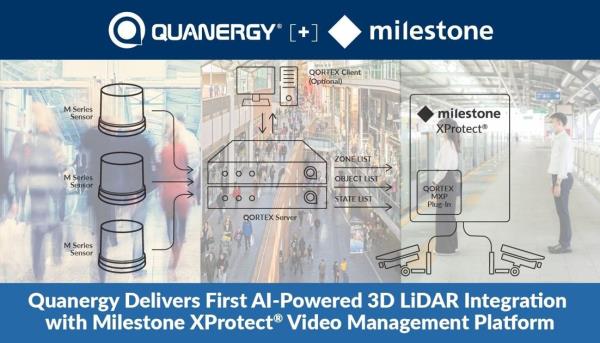 QUANERGY® [+] milestone
QORTEX Client
(Optional)
M Series
Sensor
M Series
Sensor
M Series
Sensor
QORTEX Server
ZONE LIST
OBJECT LIST
STATE LIST
milestone
XProtect®
QORTEX
MXP
Plug-In
Quanergy Delivers First AI-Powered 3D LiDAR Integration
with Milestone XProtect® Video Management Platform